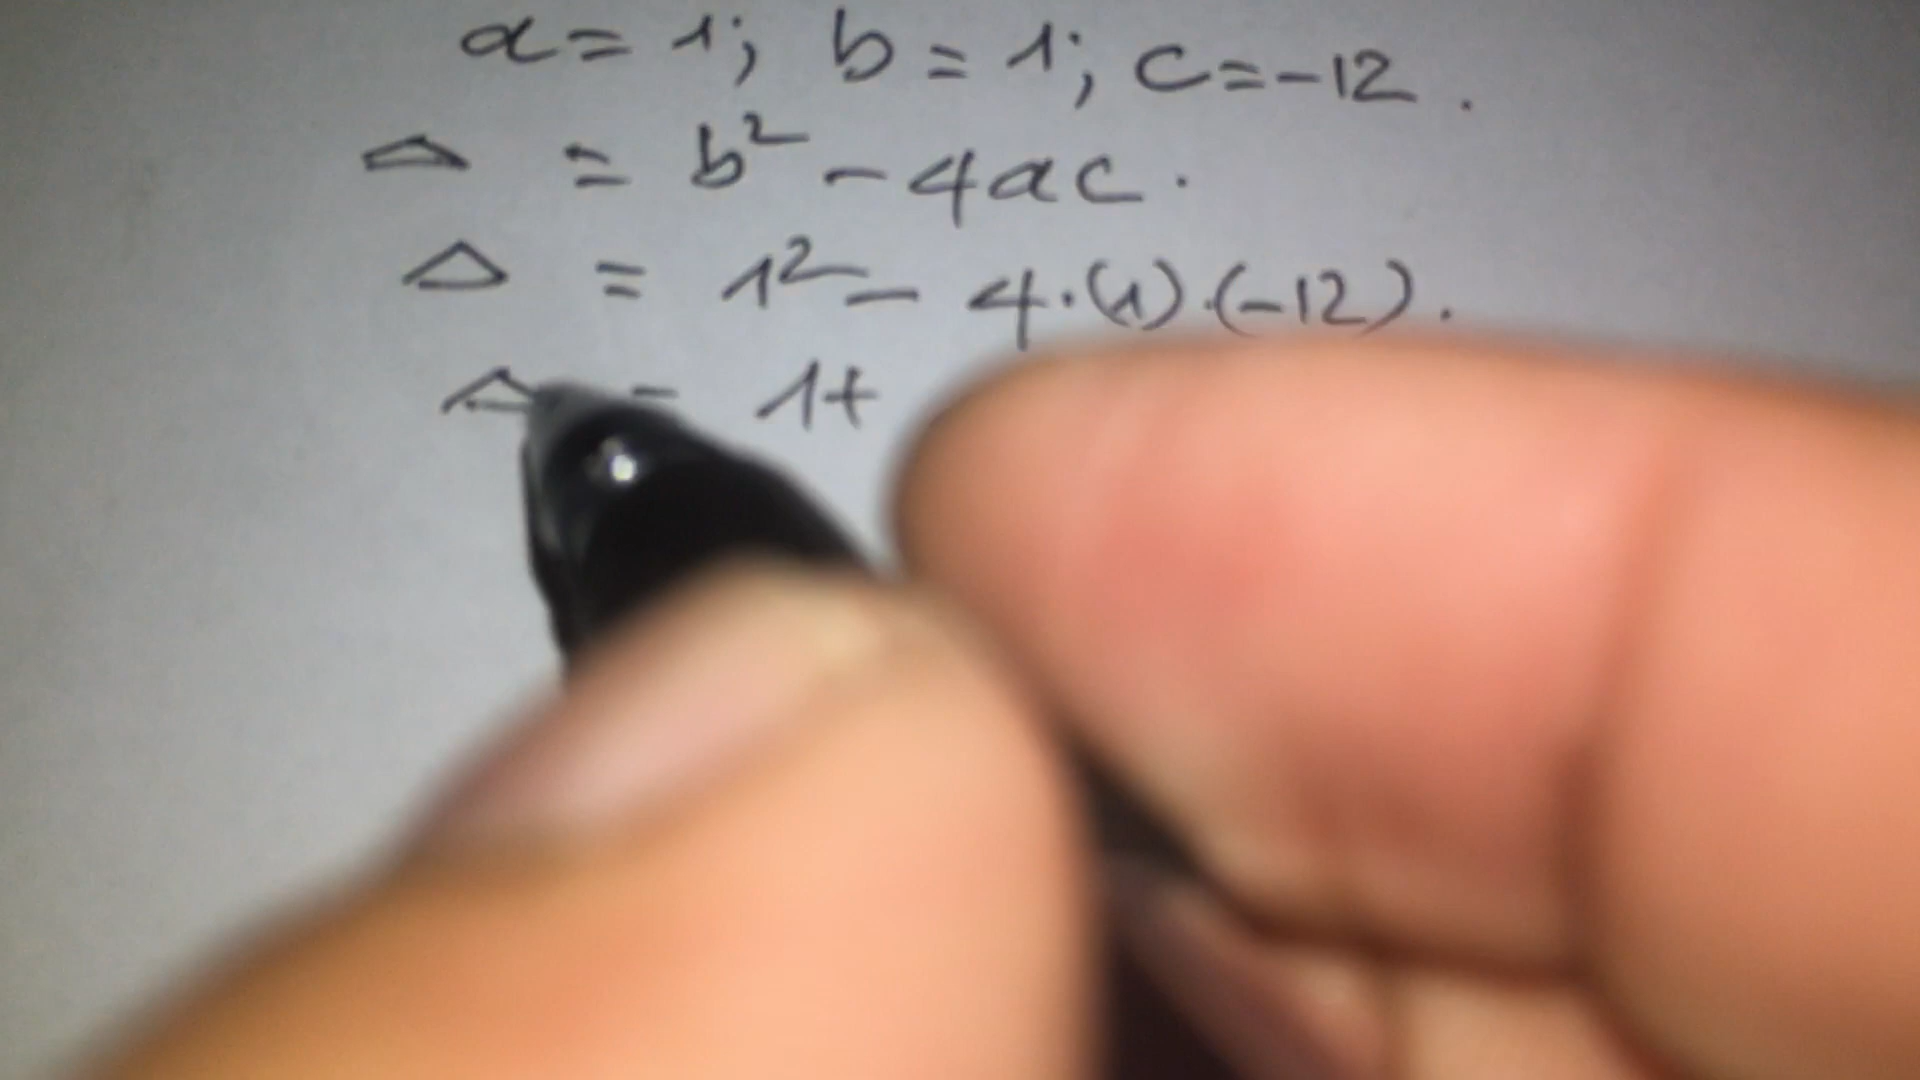 a = 1; b = 1; c = -12.
Δ = b² - 4ac.
Δ = 1² - 4.(1).(-12).
Δ = 1+